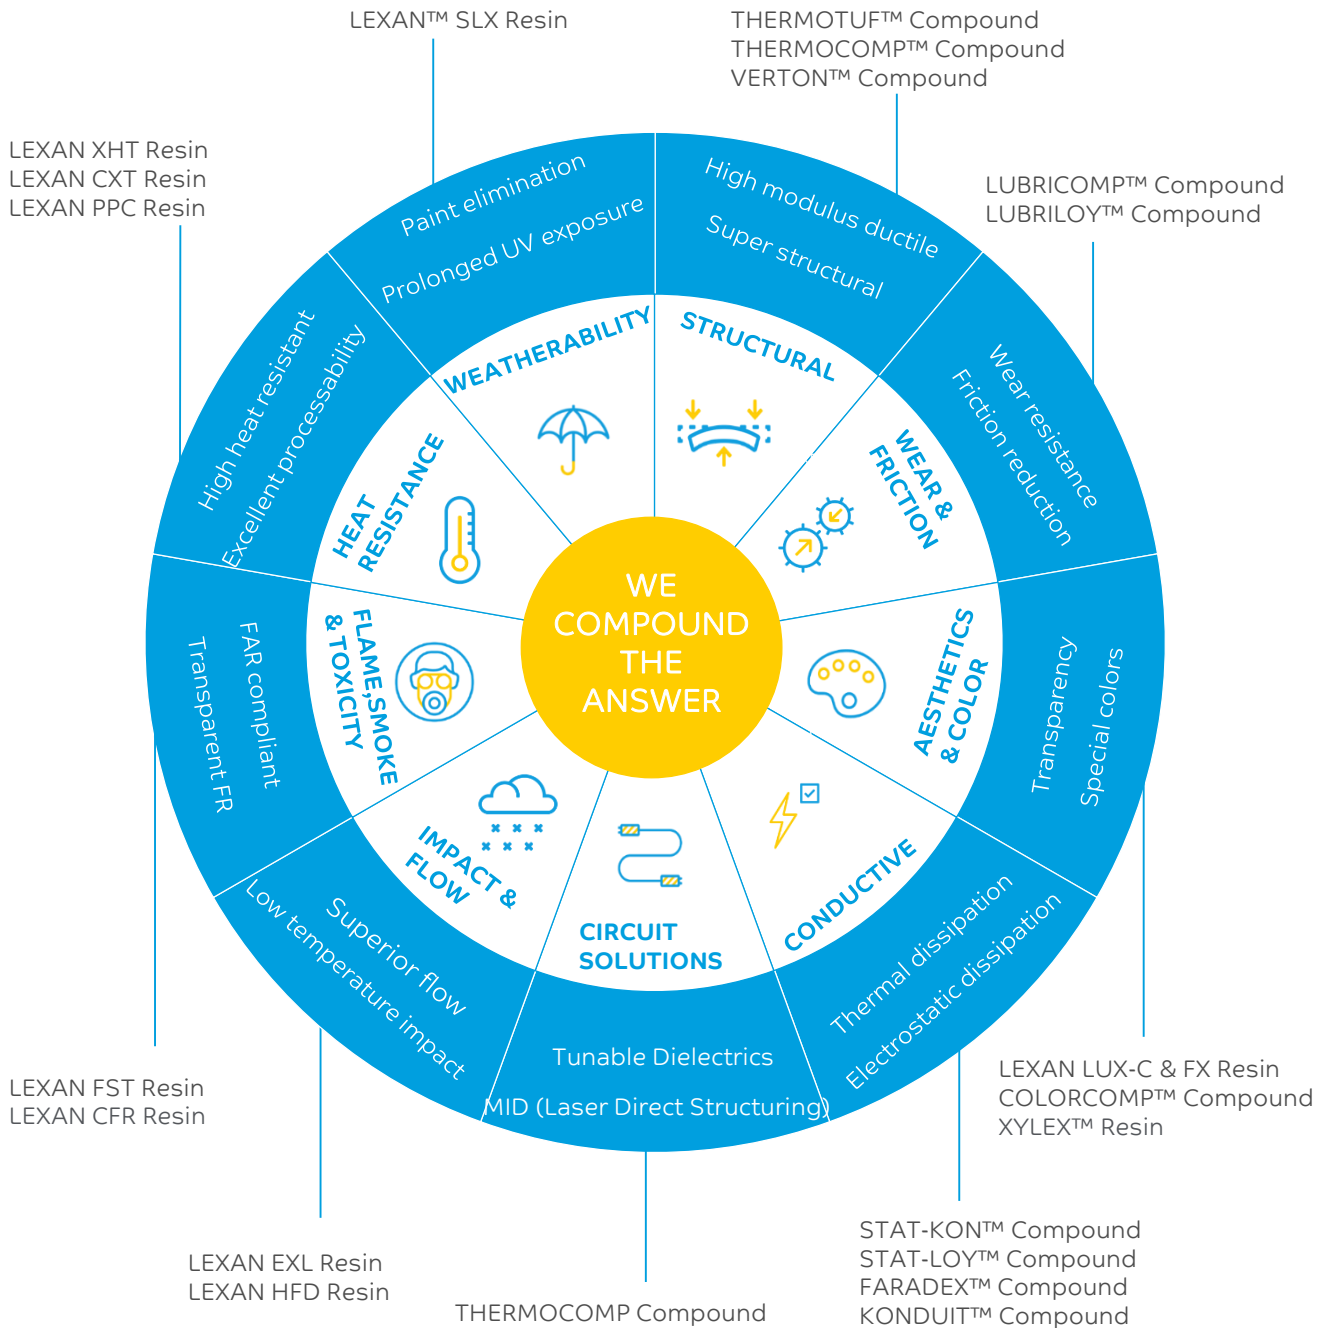 LEXAN™ SLX Resin
THERMOTUF™ Compound
THERMOCOMP™ Compound
VERTON™ Compound
LEXAN XHT Resin
LEXAN CXT Resin
LEXAN PPC Resin
LUBRICOMP™ Compound
LUBRILOY™ Compound
Paint elimination
Prolonged UV exposure
High modulus ductile
Super structural
Wear resistance
Friction reduction
High heat resistant
Excellent processability
WEATHERABILITY
STRUCTURAL
WEAR &
FRICTION
HEAT
RESISTANCE
WE
COMPOUND
THE
ANSWER
FLAME,SMOKE
& TOXICITY
FAR compliant
Transparent FR
AESTHETICS
& COLOR
Transparency
Special colors
IMPACT &
FLOW
Superior flow
Low temperature impact
CIRCUIT
SOLUTIONS
Tunable Dielectrics
MID (Laser Direct Structuring)
CONDUCTIVE
Thermal dissipation
Electrostatic dissipation
LEXAN FST Resin
LEXAN CFR Resin
LEXAN LUX-C & FX Resin
COLORCOMP™ Compound
XYLEX™ Resin
LEXAN EXL Resin
LEXAN HFD Resin
THERMOCOMP Compound
STAT-KON™ Compound
STAT-LOY™ Compound
FARADEX™ Compound
KONDUIT™ Compound